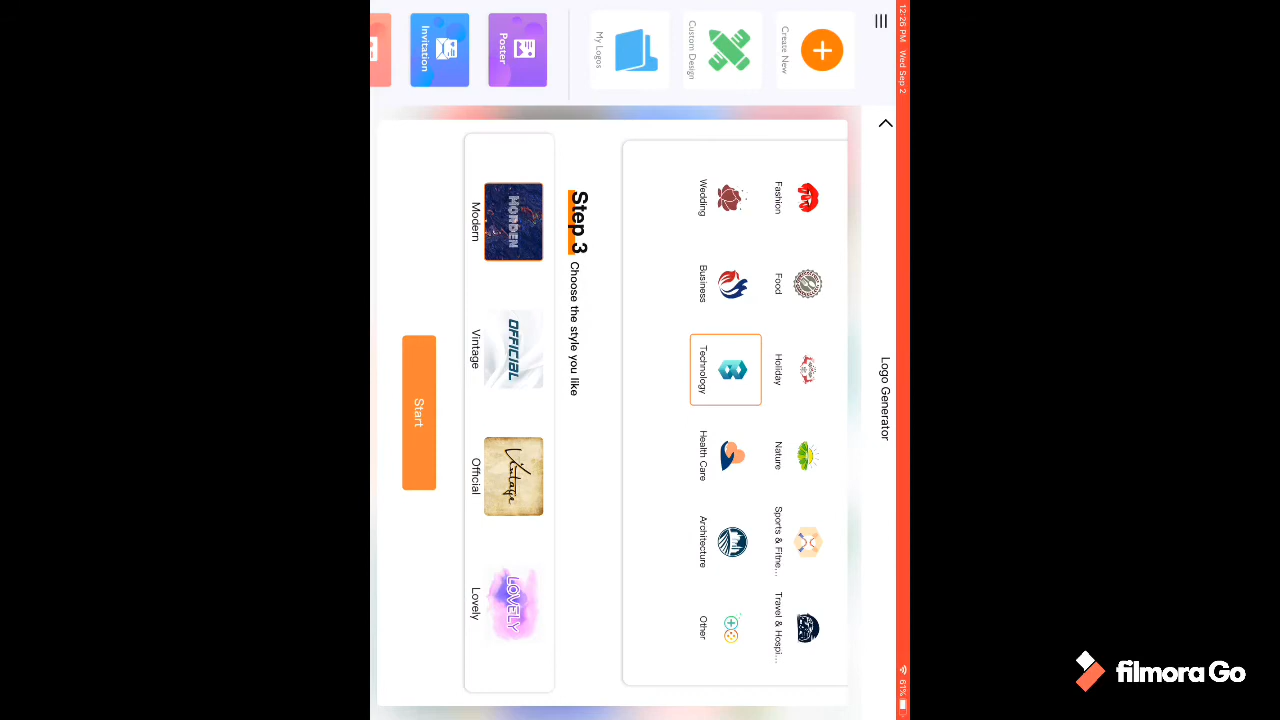 12:26 PM Wed Sep 2
61%
Logo Generator
Create New
Custom Design
My Logos
Poster
Invitation
Fashion
Food
Holiday
Nature
Sports & Fitne...
Travel & Hospi...
Wedding
Business
Technology
Health Care
Architecture
Other
Step 3 Choose the style you like
MORDEN
OFFICIAL
Vintage
LOVELY
Modern
Vintage
Official
Lovely
Start
filmora Go